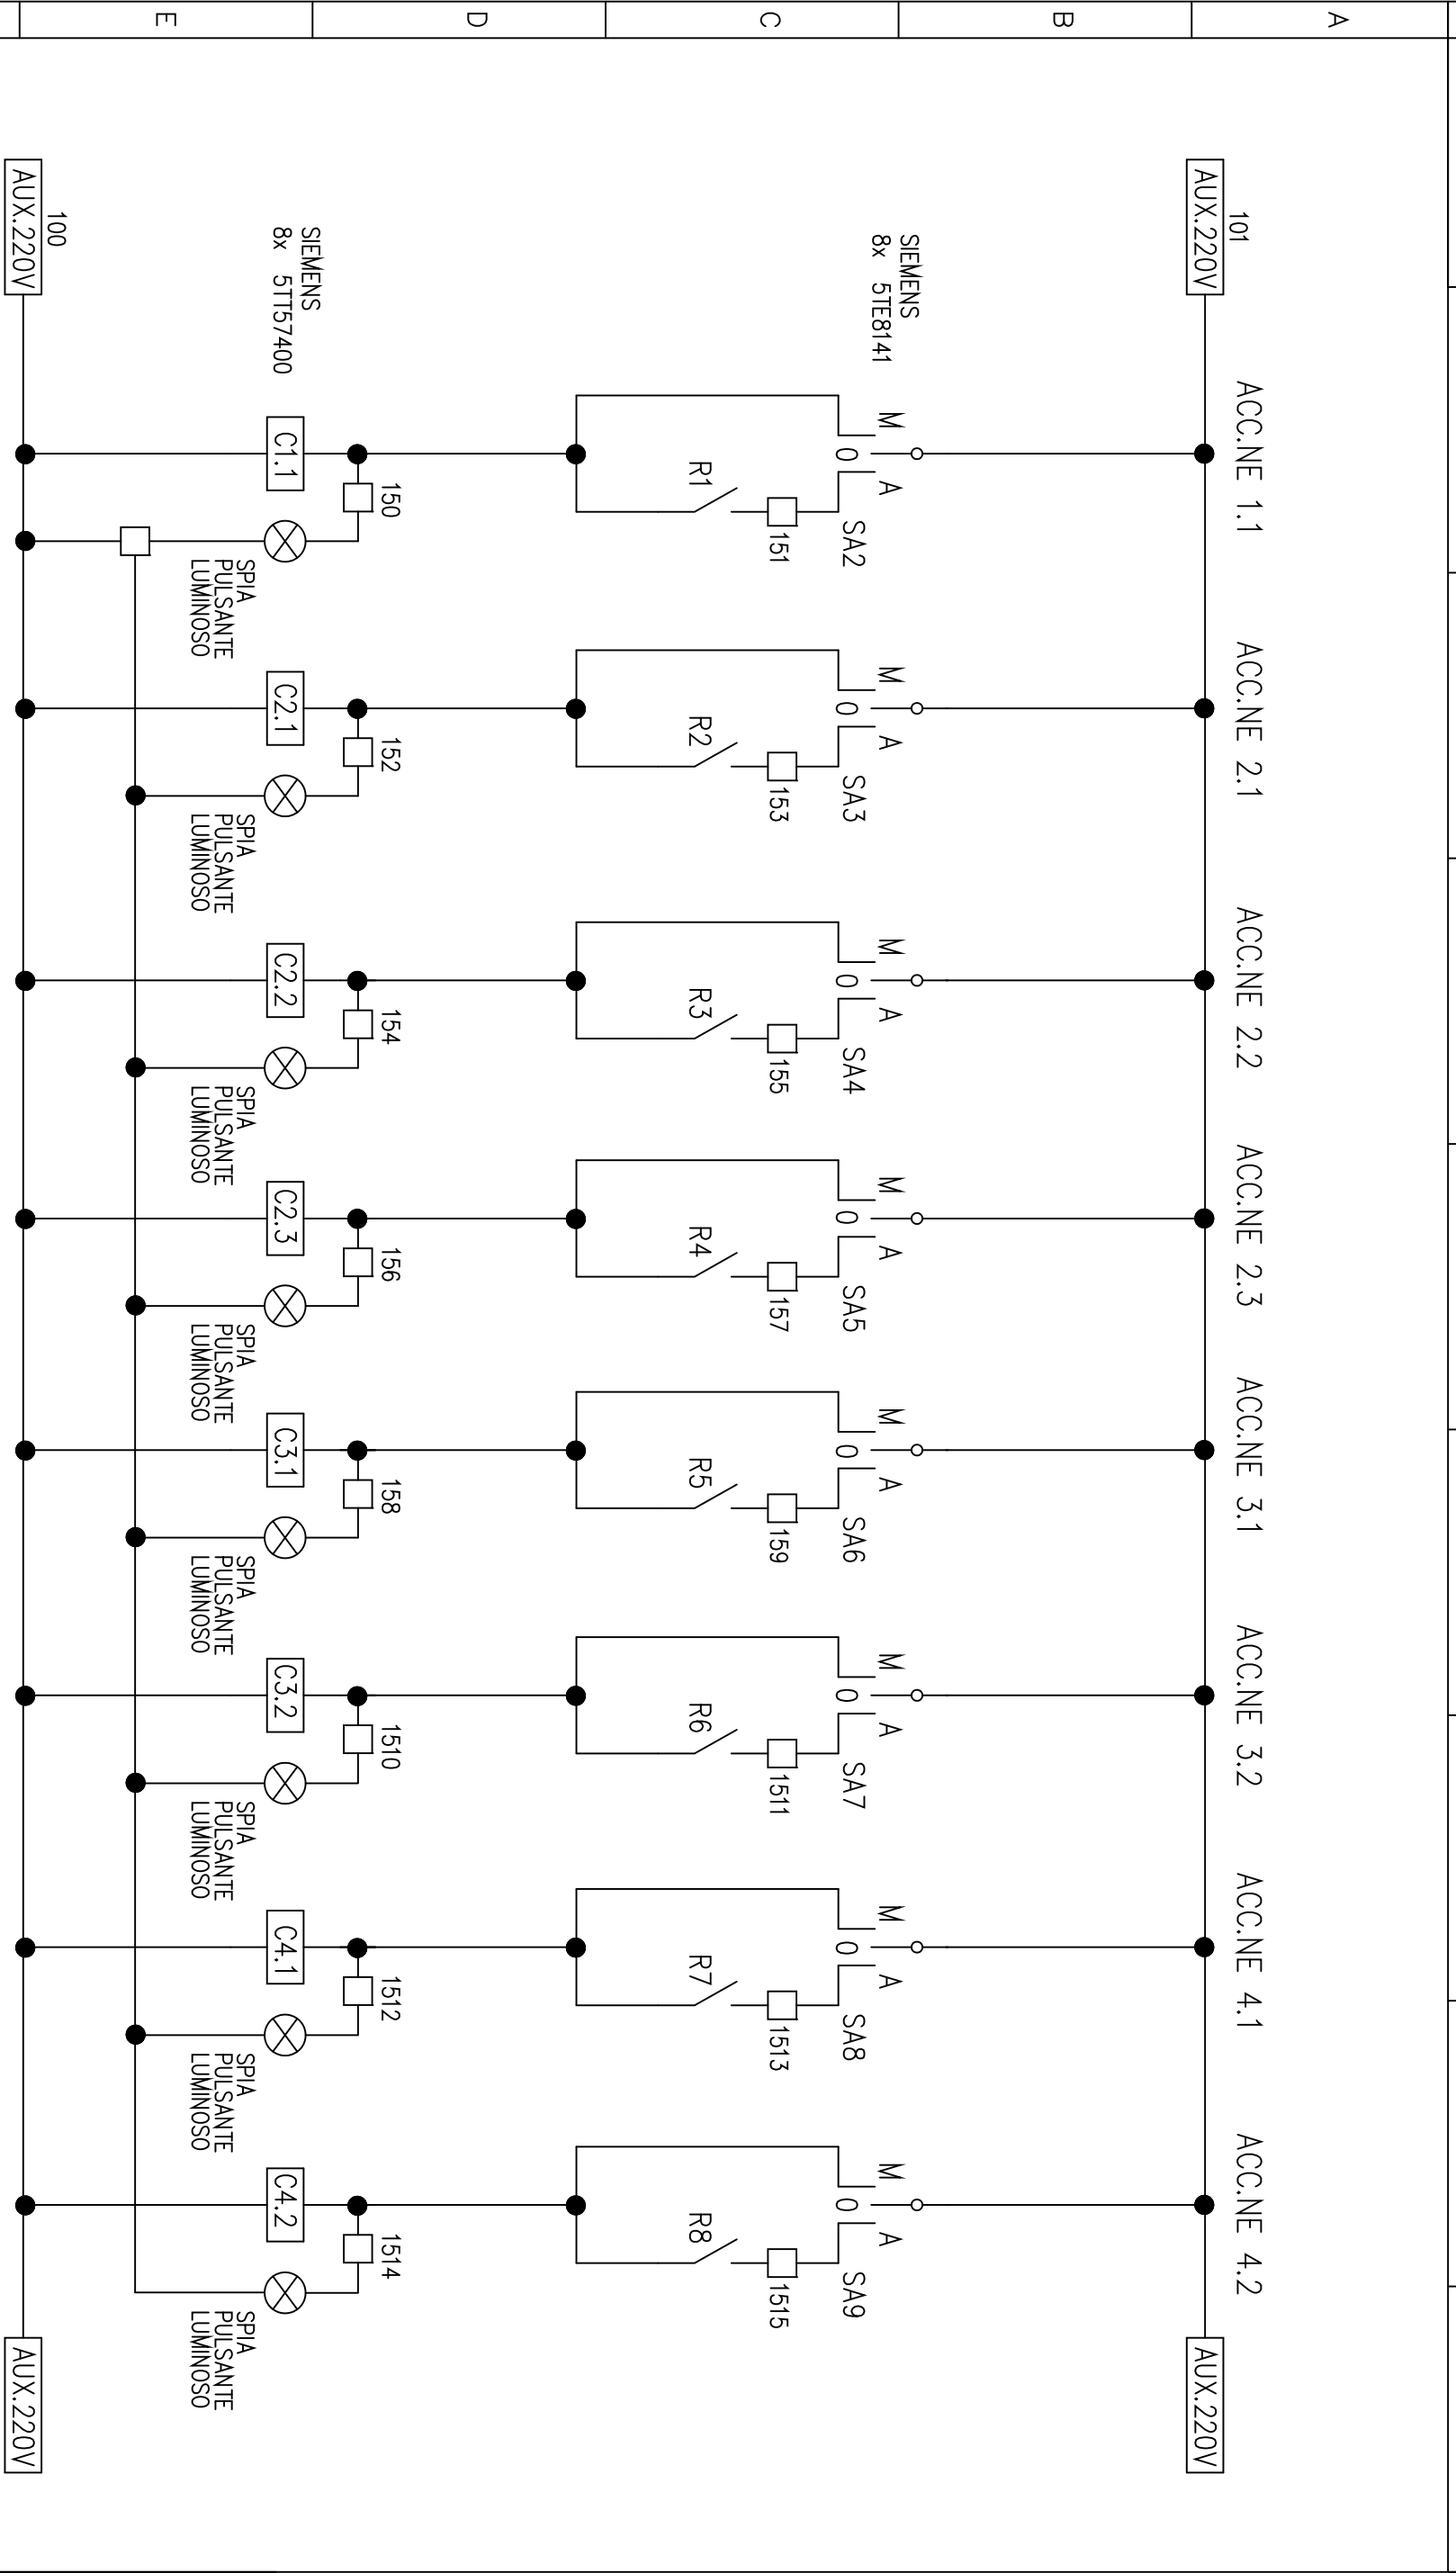 A
B
C
D
E
ACC.NE 1.1
ACC.NE 2.1
ACC.NE 2.2
ACC.NE 2.3
ACC.NE 3.1
ACC.NE 3.2
ACC.NE 4.1
ACC.NE 4.2
101
AUX.220V
AUX.220V
SIEMENS
8x 5TE8141
M 0 A
SA2
M 0 A
SA3
M 0 A
SA4
M 0 A
SA5
M 0 A
SA6
M 0 A
SA7
M 0 A
SA8
M 0 A
SA9
151
153
155
157
159
1511
1513
1515
R1
R2
R3
R4
R5
R6
R7
R8
150
152
154
156
158
1510
1512
1514
SIEMENS
8x 5TT57400
C1.1
C2.1
C2.2
C2.3
C3.1
C3.2
C4.1
C4.2
SPIA
PULSANTE
LUMINOSO
SPIA
PULSANTE
LUMINOSO
SPIA
PULSANTE
LUMINOSO
SPIA
PULSANTE
LUMINOSO
SPIA
PULSANTE
LUMINOSO
SPIA
PULSANTE
LUMINOSO
SPIA
PULSANTE
LUMINOSO
SPIA
PULSANTE
LUMINOSO
100
AUX.220V
AUX.220V